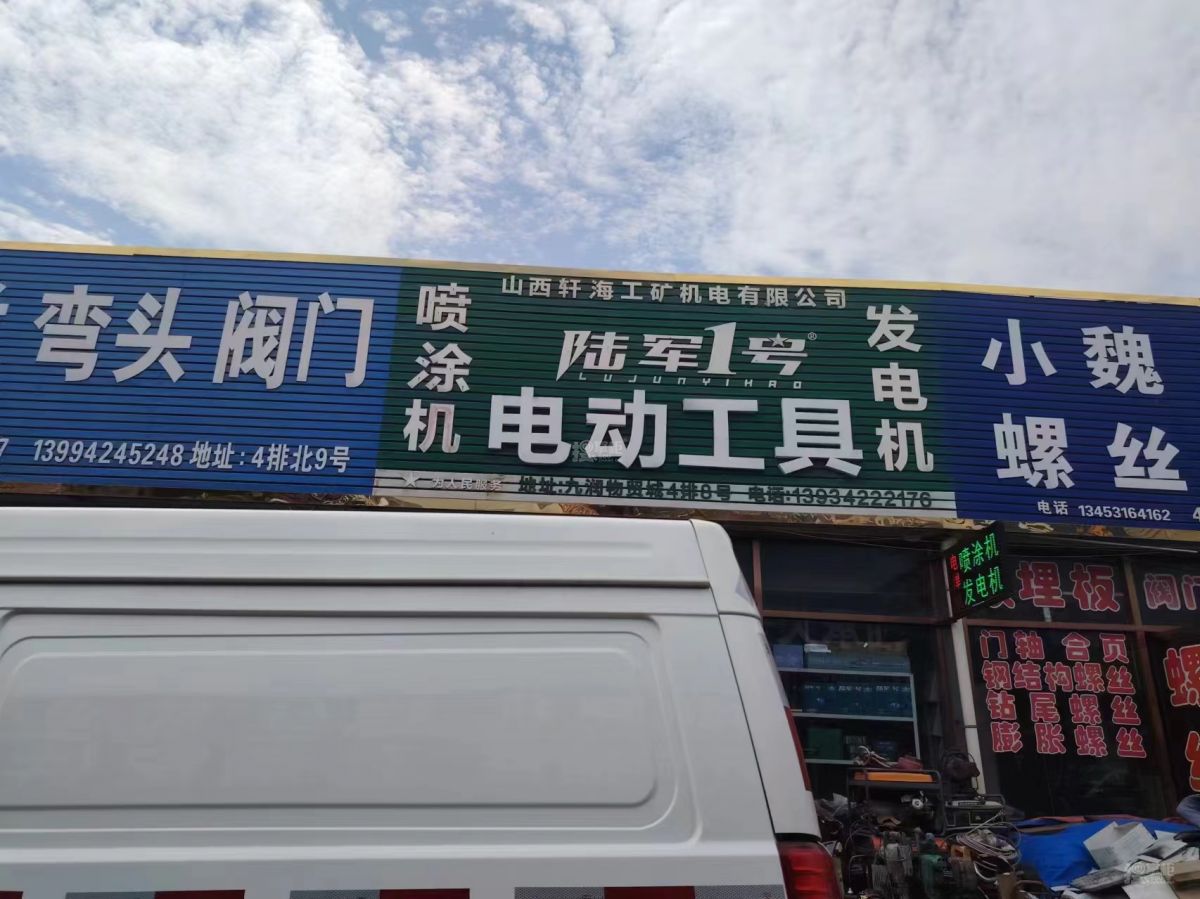 弯头 阀门
13994242548 地址:4排北9号
喷涂机
山西轩海工矿机电有限公司
陆军1号®
LUJUNYIHAO
电动工具
发电机
为人民服务
地址:九润物贸城4排8号 电话:13934222176
小魏
螺丝
电话 13453164162
喷涂机
发电机
埋板
阀门
门轴 合页
钢结构螺丝
钻尾螺丝
膨胀螺丝
螺